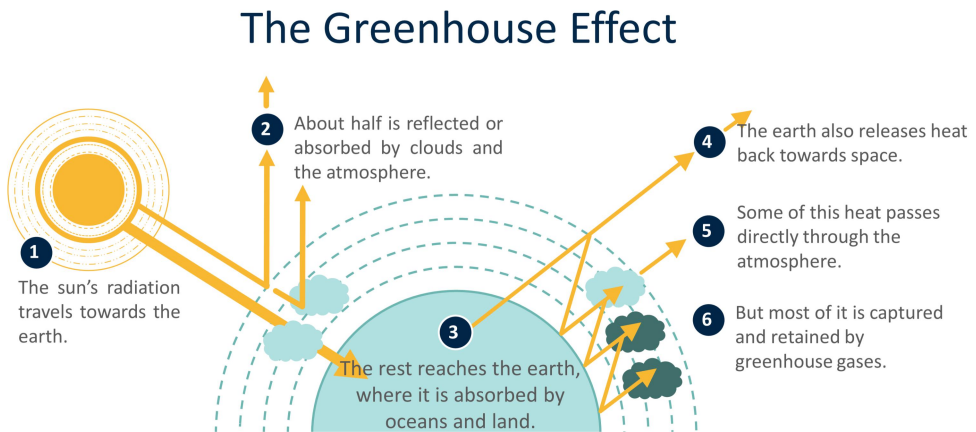 The Greenhouse Effect
1
The sun's radiation
travels towards the
earth.
2
About half is reflected or
absorbed by clouds and
the atmosphere.
3
The rest reaches the earth,
where it is absorbed by
oceans and land.
4
The earth also releases heat
back towards space.
5
Some of this heat passes
directly through the
atmosphere.
6
But most of it is captured
and retained by
greenhouse gases.